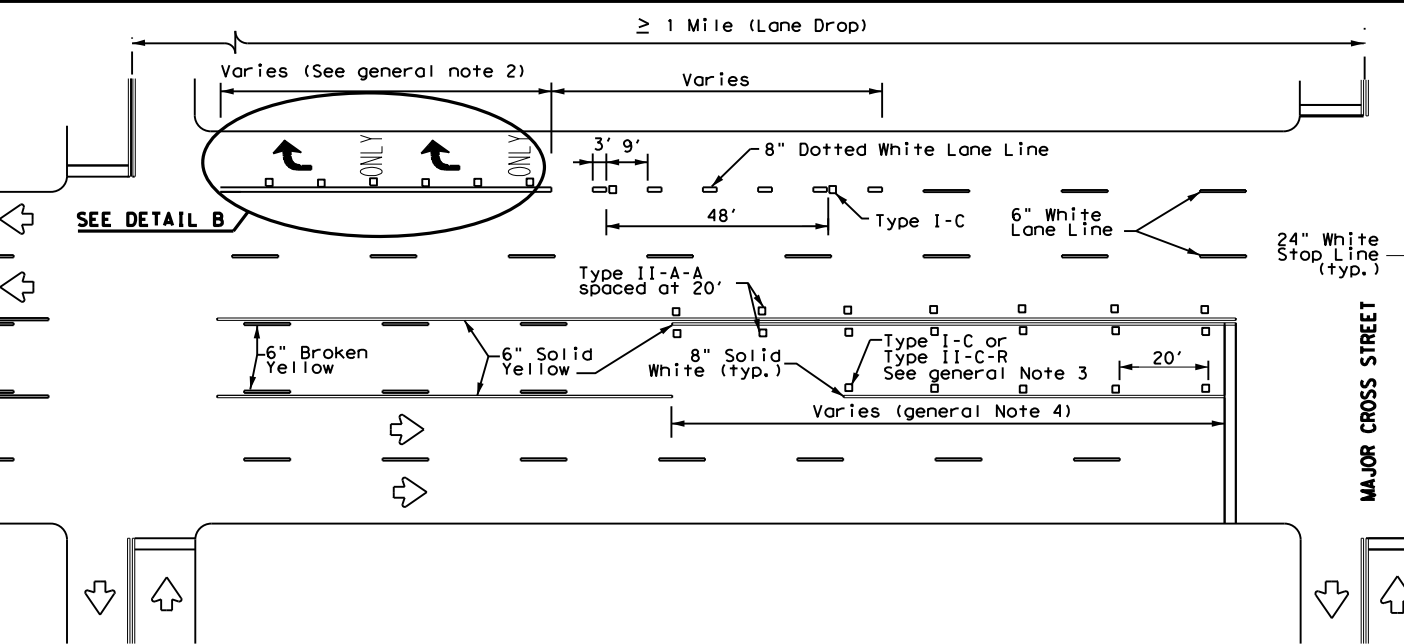 ≥ 1 Mile (Lane Drop)
Varies (See general note 2)
Varies
ONLY
ONLY
3' 9'
8" Dotted White Lane Line
SEE DETAIL B
48'
Type I-C
6" White
Lane Line
24" White
Stop Line
(typ.)
Type II-A-A
spaced at 20'
6" Broken
Yellow
6" Solid
Yellow
8" Solid
White (typ.)
Type I-C or
Type II-C-R
See general Note 3
20'
Varies (general Note 4)
MAJOR CROSS STREET